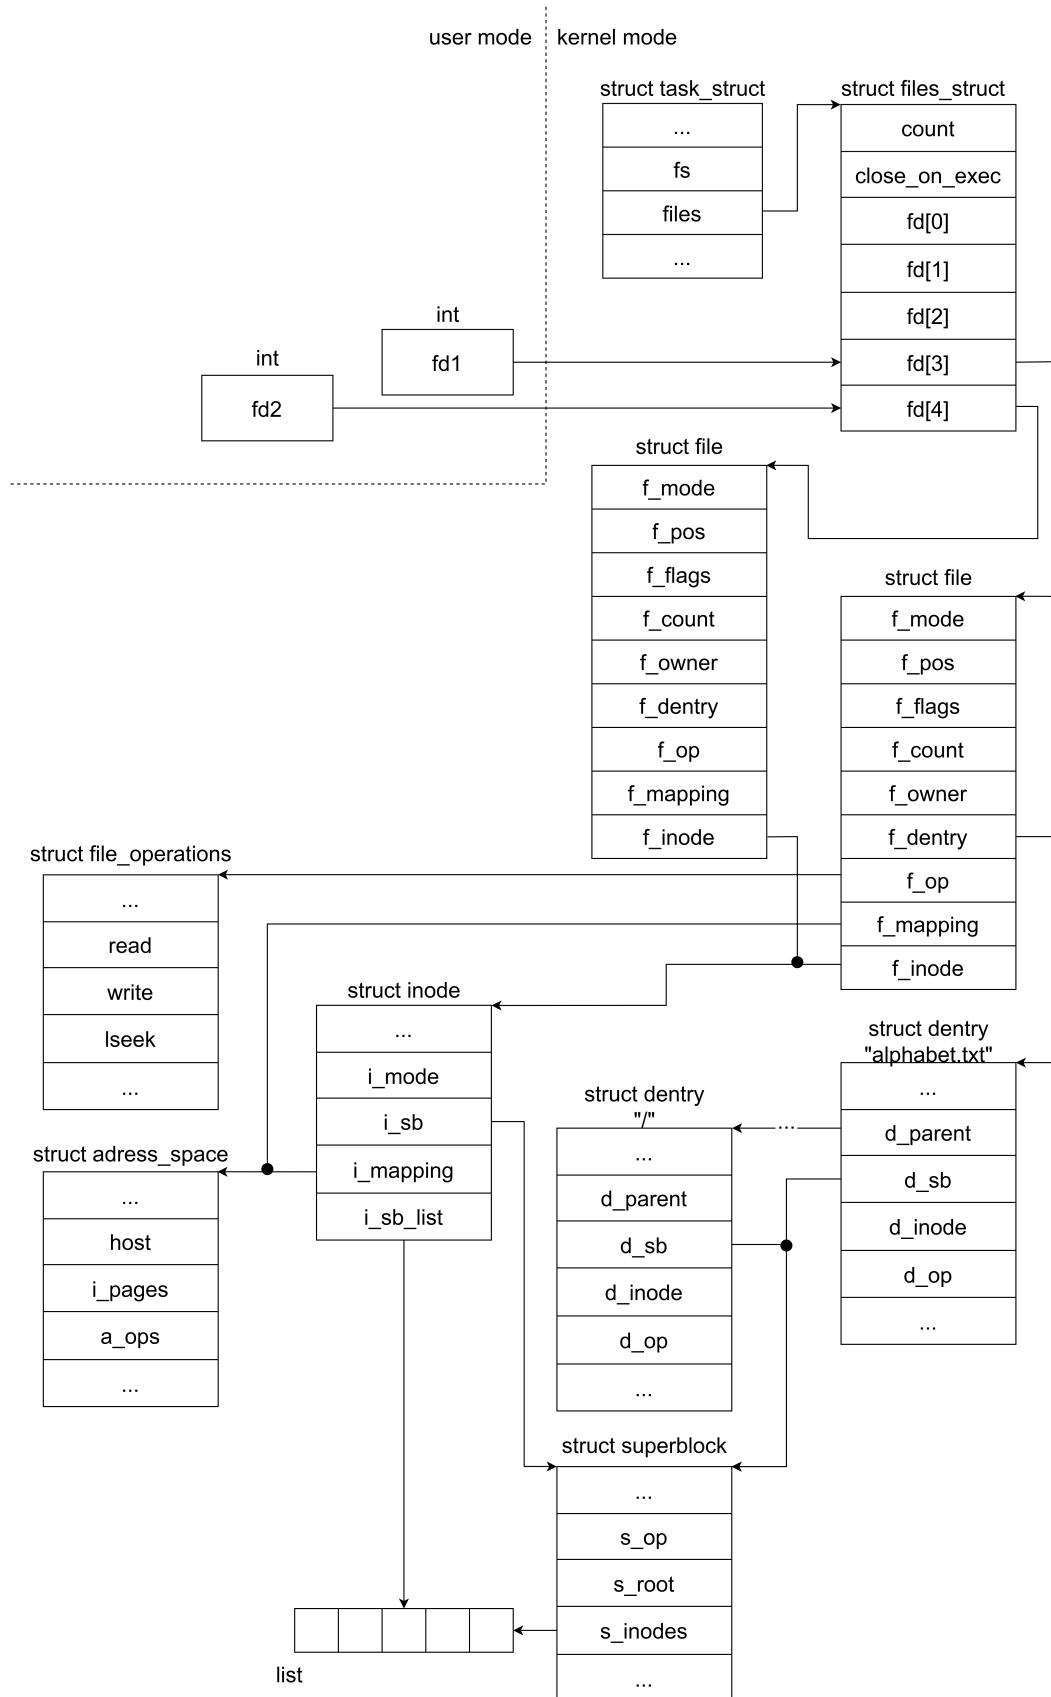 user mode
kernel mode
struct task_struct
...
fs
files
...
struct files_struct
count
close_on_exec
fd[0]
fd[1]
fd[2]
fd[3]
fd[4]
int
fd1
int
fd2
struct file
f_mode
f_pos
f_flags
f_count
f_owner
f_dentry
f_op
f_mapping
f_inode
struct file
f_mode
f_pos
f_flags
f_count
f_owner
f_dentry
f_op
f_mapping
f_inode
struct file_operations
...
read
write
lseek
...
struct inode
...
i_mode
i_sb
i_mapping
i_sb_list
struct adress_space
...
host
i_pages
a_ops
...
struct dentry
"/"
...
d_parent
d_sb
d_inode
d_op
...
...
struct dentry
"alphabet.txt"
...
d_parent
d_sb
d_inode
d_op
...
struct superblock
...
s_op
s_root
s_inodes
...
list